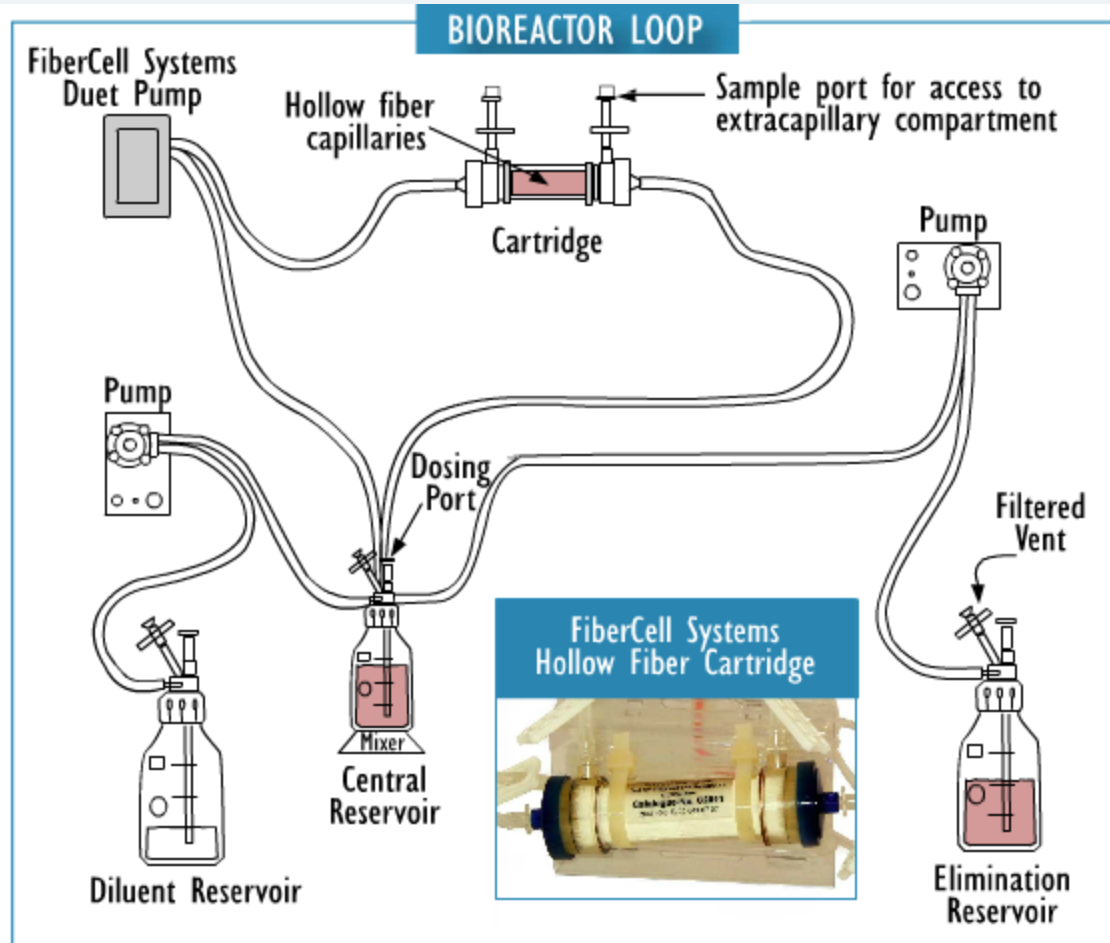 BIOREACTOR LOOP
FiberCell Systems
Duet Pump
Hollow fiber
capillaries
Sample port for access to
extracapillary compartment
Cartridge
Pump
Pump
Dosing
Port
Filtered
Vent
FiberCell Systems
Hollow Fiber Cartridge
Mixer
Central
Reservoir
Diluent Reservoir
Elimination
Reservoir